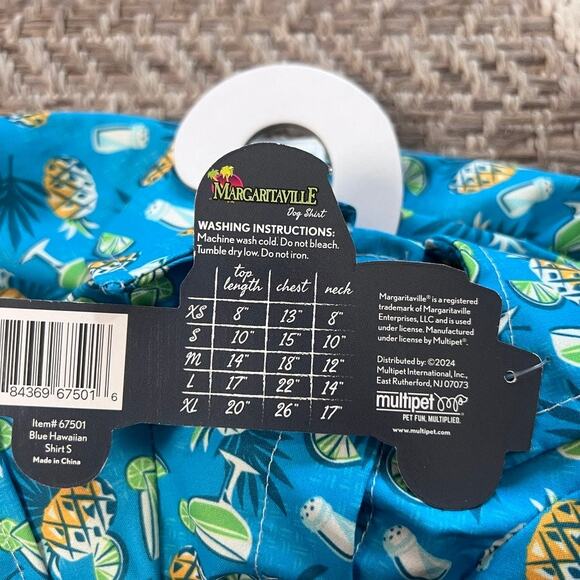 MARGARITAVILLE
Dog Shirt
WASHING INSTRUCTIONS:
Machine wash cold. Do not bleach.
Tumble dry low. Do not iron.
top length chest neck
XS 8" 13" 8"
S 10" 15" 10"
M 14" 18" 12"
L 17" 22" 14"
XL 20" 26" 17"
84369 67501 6
Item# 67501
Blue Hawaiian
Shirt S
Made in China
Margaritaville® is a registered
trademark of Margaritaville
Enterprises, LLC and is used
under license. Manufactured
under license by Multipet®.
Distributed by: ©2024
Multipet International, Inc.,
East Rutherford, NJ 07073
multipet
PET FUN, MULTIPLIED.
www.multipet.com